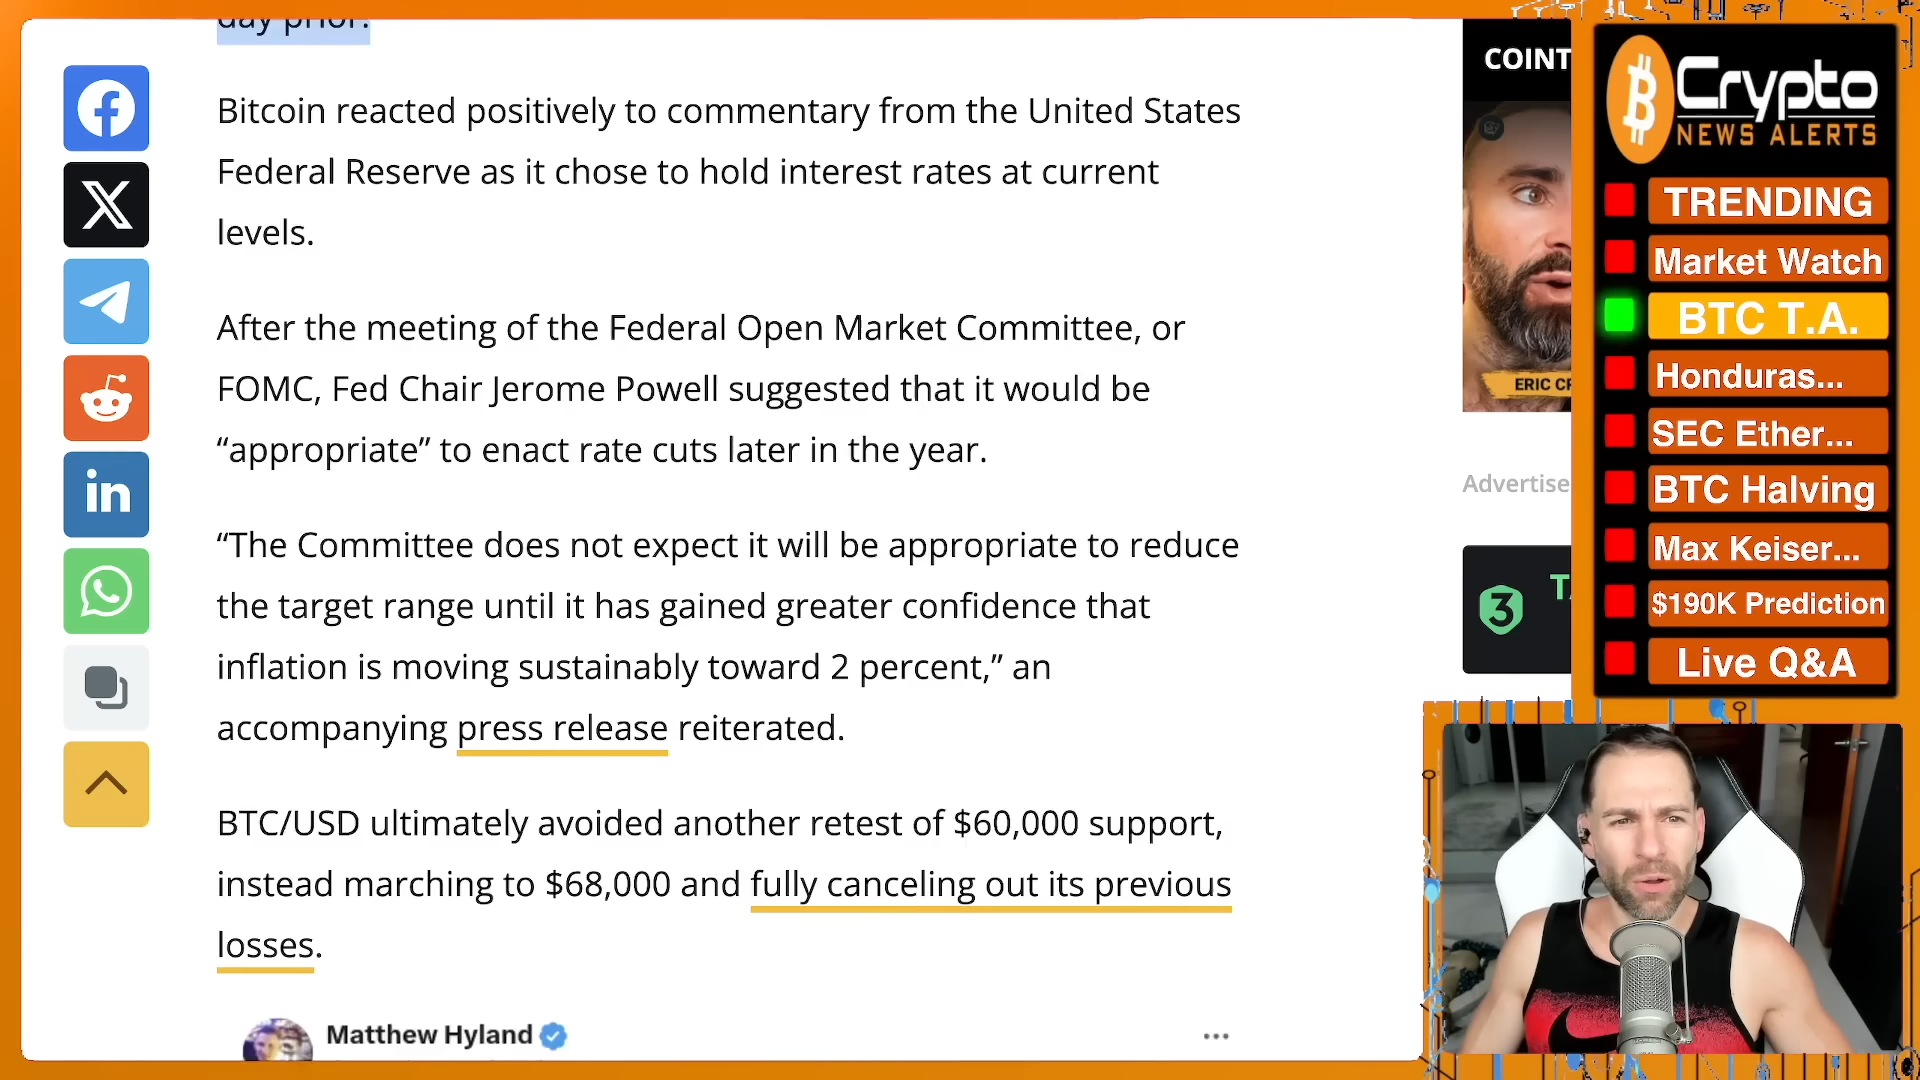 day prior.
Bitcoin reacted positively to commentary from the United States
Federal Reserve as it chose to hold interest rates at current
levels.
After the meeting of the Federal Open Market Committee, or
FOMC, Fed Chair Jerome Powell suggested that it would be
“appropriate” to enact rate cuts later in the year.
“The Committee does not expect it will be appropriate to reduce
the target range until it has gained greater confidence that
inflation is moving sustainably toward 2 percent,” an
accompanying press release reiterated.
BTC/USD ultimately avoided another retest of $60,000 support,
instead marching to $68,000 and fully canceling out its previous
losses.
Matthew Hyland
COINT
ERIC CR
Advertise
3
T
Crypto
NEWS ALERTS
TRENDING
Market Watch
BTC T.A.
Honduras...
SEC Ether...
BTC Halving
Max Keiser...
$190K Prediction
Live Q&A